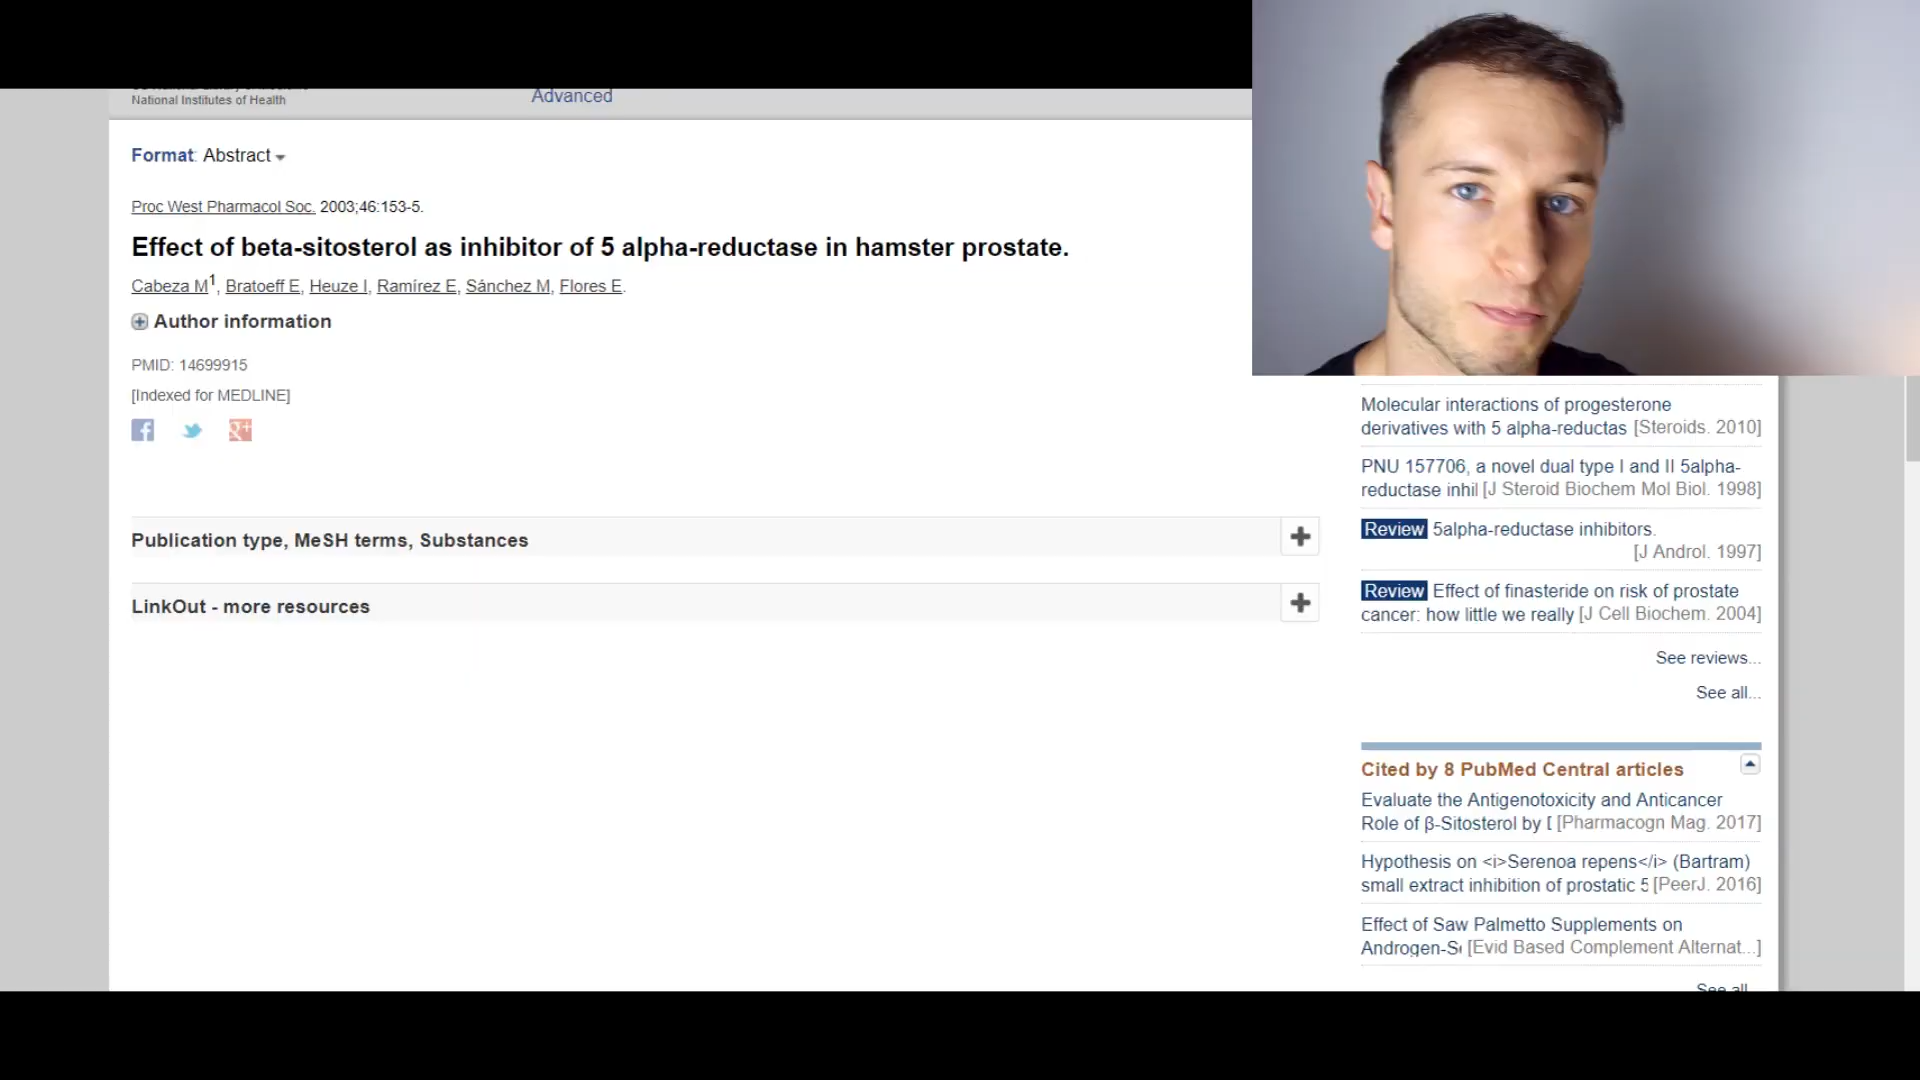 National Institutes of Health
Advanced
Format: Abstract
Proc West Pharmacol Soc. 2003;46:153-5.
Effect of beta-sitosterol as inhibitor of 5 alpha-reductase in hamster prostate.
Cabeza M1, Bratoeff E, Heuze I, Ramírez E, Sánchez M, Flores E.
Author information
PMID: 14699915
[Indexed for MEDLINE]
Publication type, MeSH terms, Substances
LinkOut - more resources
Molecular interactions of progesterone
derivatives with 5 alpha-reductas [Steroids. 2010]
PNU 157706, a novel dual type I and II 5alpha-
reductase inhil [J Steroid Biochem Mol Biol. 1998]
Review 5alpha-reductase inhibitors.
[J Androl. 1997]
Review Effect of finasteride on risk of prostate
cancer: how little we really [J Cell Biochem. 2004]
See reviews...
See all...
Cited by 8 PubMed Central articles
Evaluate the Antigenotoxicity and Anticancer
Role of β-Sitosterol by [Pharmacogn Mag. 2017]
Hypothesis on <i>Serenoa repens</i> (Bartram)
small extract inhibition of prostatic 5 [PeerJ. 2016]
Effect of Saw Palmetto Supplements on
Androgen-S [Evid Based Complement Alternat...]
See all